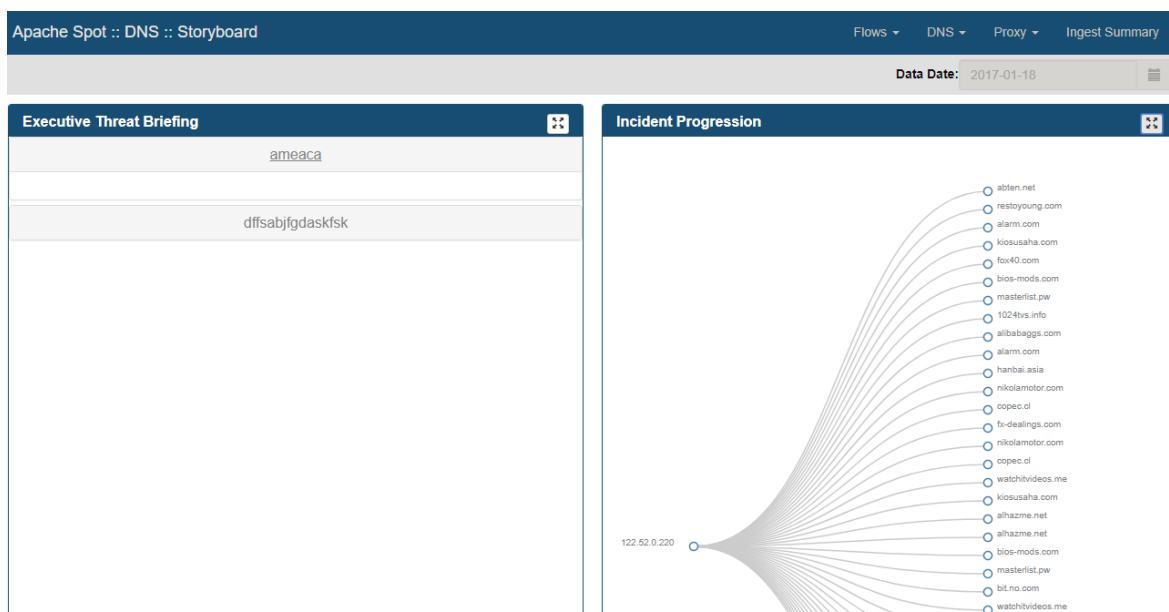 Apache Spot :: DNS :: Storyboard
Flows DNS Proxy Ingest Summary
Data Date: 2017-01-18
Executive Threat Briefing
ameaca
dffsabjfgdaskfsk
Incident Progression
abten.net
restoyoung.com
alarm.com
kiosusaha.com
fox40.com
bios-mods.com
masterlist.pw
1024tvs.info
alibabaggs.com
alarm.com
hanbai.asia
nikolamotor.com
copec.cl
fx-dealings.com
nikolamotor.com
copec.cl
watchitvideos.me
kiosusaha.com
alhazme.net
alhazme.net
122.52.0.220
bios-mods.com
masterlist.pw
bit.no.com
watchitvideos.me